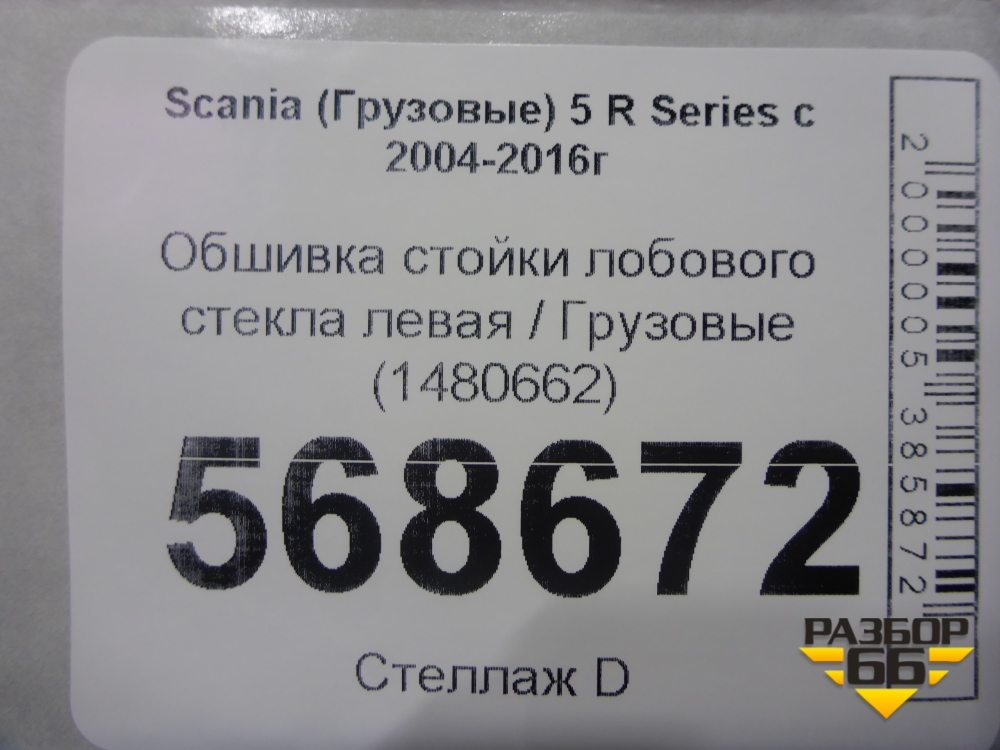 Scania (Грузовые) 5 R Series с
2004-2016г
Обшивка стойки лобового
стекла левая / Грузовые
(1480662)
568672
Стеллаж D
2000005385872
РАЗБОР
66